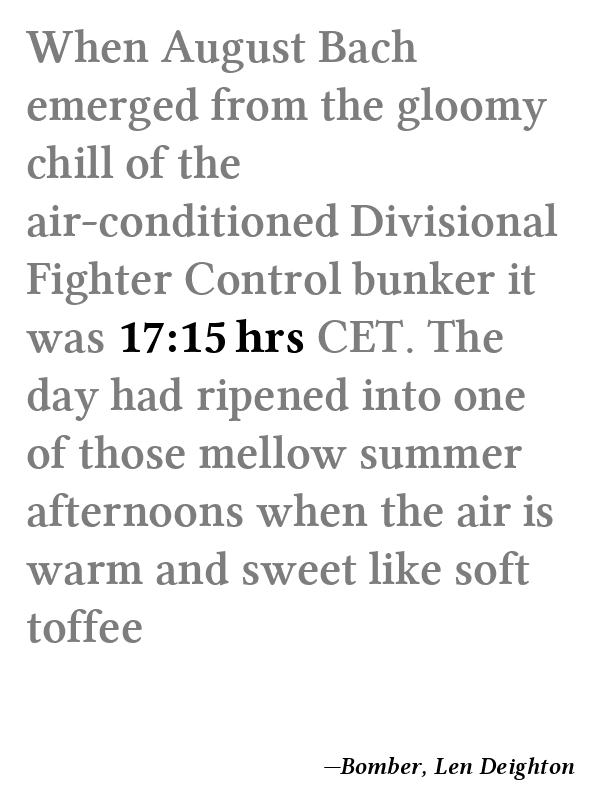 When August Bach
emerged from the gloomy
chill of the
air-conditioned Divisional
Fighter Control bunker it
was 17:15 hrs CET. The
day had ripened into one
of those mellow summer
afternoons when the air is
warm and sweet like soft
toffee
—Bomber, Len Deighton